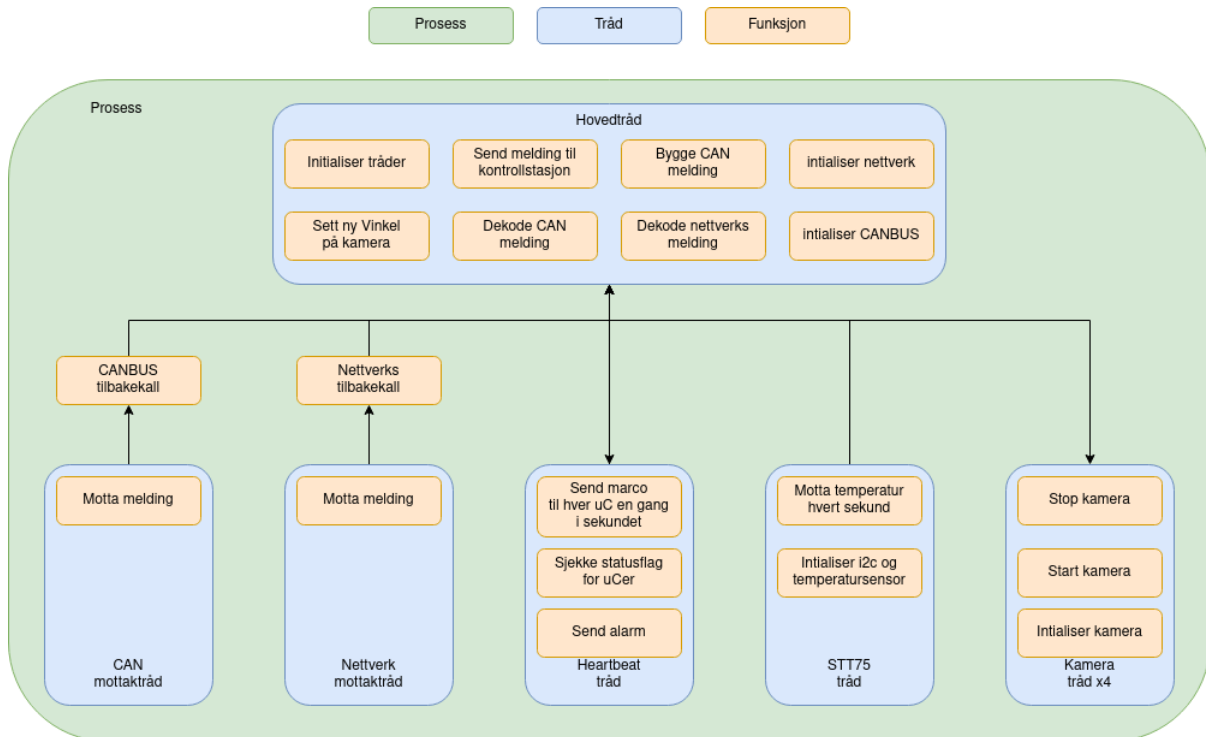 Prosess
Tråd
Funksjon
Prosess
Hovedtråd
Initialiser tråder
Send melding til
kontrollstasjon
Bygge CAN
melding
intialiser nettverk
Sett ny Vinkel
på kamera
Dekode CAN
melding
Dekode nettverks
melding
intialiser CANBUS
CANBUS
tilbakekall
Nettverks
tilbakekall
Motta melding
CAN
mottaktråd
Motta melding
Nettverk
mottaktråd
Send marco
til hver uC en gang
i sekundet
Sjekke statusflag
for uCer
Send alarm
Heartbeat
tråd
Motta temperatur
hvert sekund
Intialiser i2c og
temperatursensor
STT75
tråd
Stop kamera
Start kamera
Intialiser kamera
Kamera
tråd x4